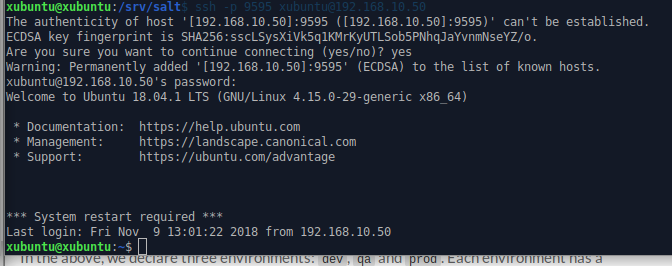 xubuntu@xubuntu:/srv/salt$ ssh -p 9595 xubuntu@192.168.10.50
The authenticity of host '[192.168.10.50]:9595 ([192.168.10.50]:9595)' can't be established.
ECDSA key fingerprint is SHA256:sscLSysXiVk5q1KMrKyUTLSob5PNhqJaYvnmNseYZ/o.
Are you sure you want to continue connecting (yes/no)? yes
Warning: Permanently added '[192.168.10.50]:9595' (ECDSA) to the list of known hosts.
xubuntu@192.168.10.50's password:
Welcome to Ubuntu 18.04.1 LTS (GNU/Linux 4.15.0-29-generic x86_64)
* Documentation: https://help.ubuntu.com
* Management: https://landscape.canonical.com
* Support: https://ubuntu.com/advantage
*** System restart required ***
Last login: Fri Nov 9 13:01:22 2018 from 192.168.10.50
xubuntu@xubuntu:~$
In the above, we declare three environments: dev, qa and prod. Each environment has a